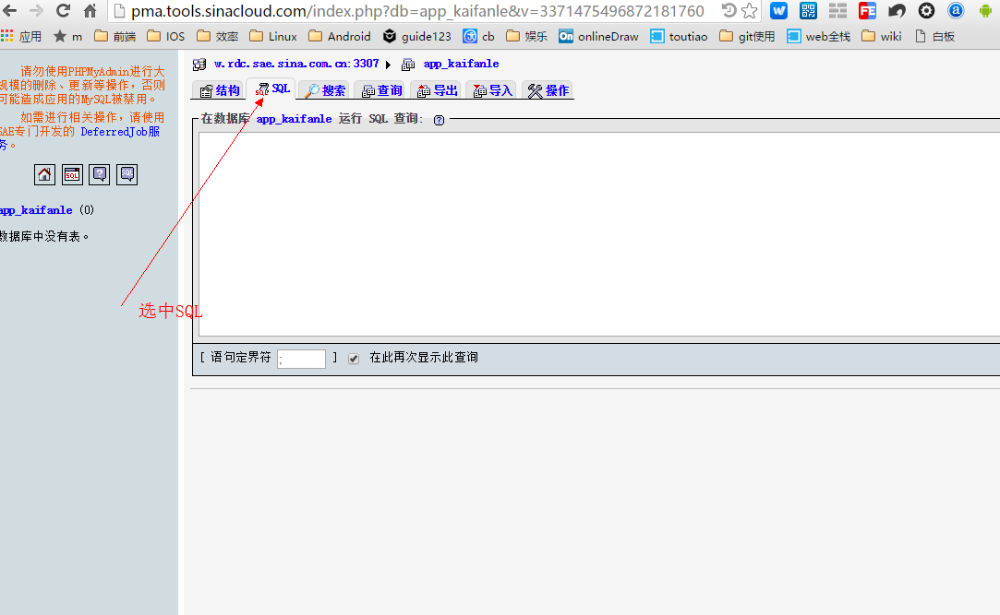 pma.tools.sinacloud.com/index.php?db=app_kaifanle&v=3371475496872181760
应用 m 前端 IOS 效率 Linux Android guide123 cb 娱乐 onlineDraw toutiao git使用 web全栈 wiki 白板
请勿使用PHPMyAdmin进行大
规模的删除、更新等操作，否则
可能造成应用的MySQL被禁用。
如需进行相关操作，请使用
SAE专门开发的 DeferredJob服
务。
SQL SQL
app_kaifanle (0)
数据库中没有表。
w.rdc.sae.sina.com.cn:3307 app_kaifanle
结构 SQL 搜索 查询 导出 导入 操作
在数据库 app_kaifanle 运行 SQL 查询:
选中SQL
[ 语句定界符 ; ] 在此再次显示此查询